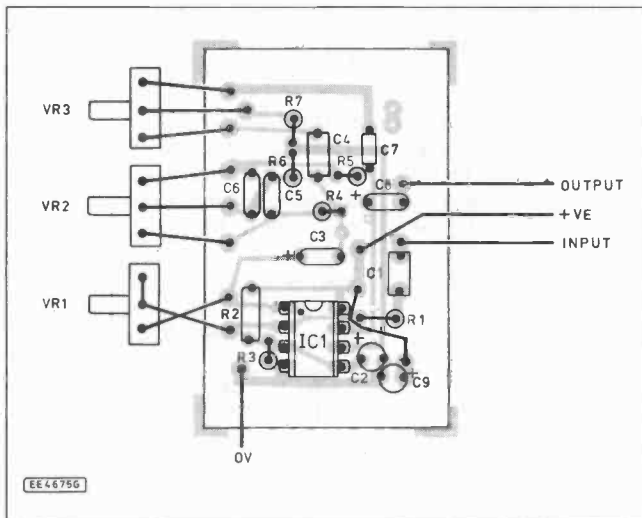 VR3
R7
C4
C7
R6
R5
+
C6
C5
C8
OUTPUT
VR2
R4
+VE
+
C3
INPUT
C1
VR1
R2
IC1
R1
+
R3
C2
+
C9
0V
EE4675G